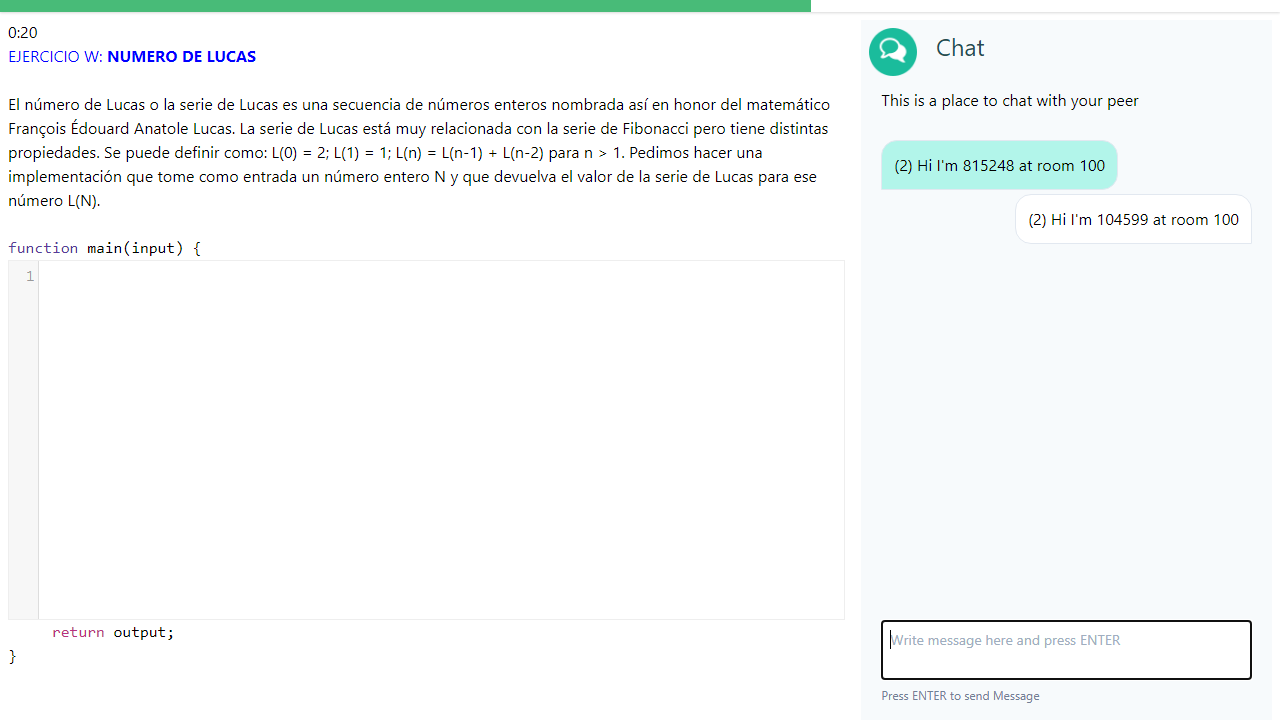 0:20
EJERCICIO W: NUMERO DE LUCAS
El número de Lucas o la serie de Lucas es una secuencia de números enteros nombrada así en honor del matemático
François Édouard Anatole Lucas. La serie de Lucas está muy relacionada con la serie de Fibonacci pero tiene distintas
propiedades. Se puede definir como: L(0) = 2; L(1) = 1; L(n) = L(n-1) + L(n-2) para n > 1. Pedimos hacer una
implementación que tome como entrada un número entero N y que devuelva el valor de la serie de Lucas para ese
número L(N).
function main(input) {
1
return output;
}
Chat
This is a place to chat with your peer
(2) Hi I'm 815248 at room 100
(2) Hi I'm 104599 at room 100
Write message here and press ENTER
Press ENTER to send Message